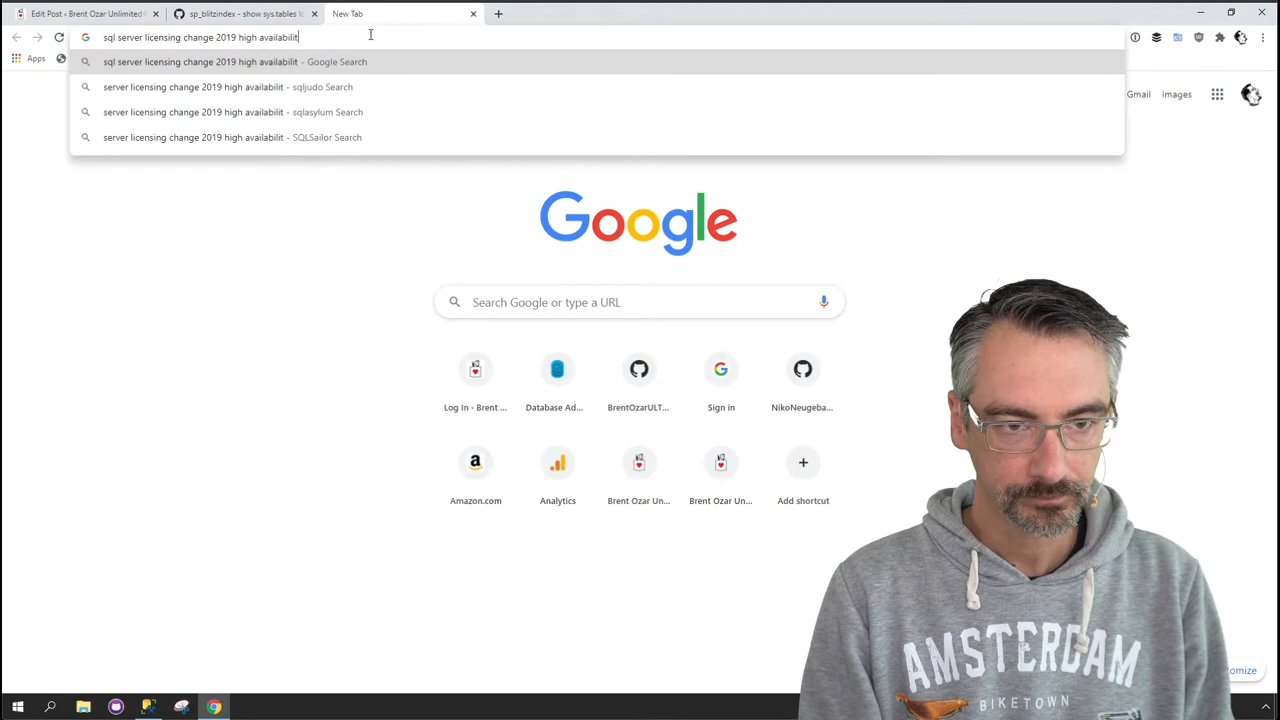 Brent Ozar Unlimited
sp_blitzindex - show sys.tables
New Tab
sql server licensing change 2019 high availabilit
Apps
sql server licensing change 2019 high availabilit - Google Search
server licensing change 2019 high availabilit - sqljudo Search
server licensing change 2019 high availabilit - sqlasylum Search
server licensing change 2019 high availabilit - SQLSailor Search
Gmail Images
Google
Search Google or type a URL
Log In ‹ Brent ...
Database Ad...
BrentOzarULT...
Sign in
NikoNeugeba...
Amazon.com
Analytics
Brent Ozar Un...
Brent Ozar Un...
Add shortcut
AMSTERDAM
BIKETOWN
omize